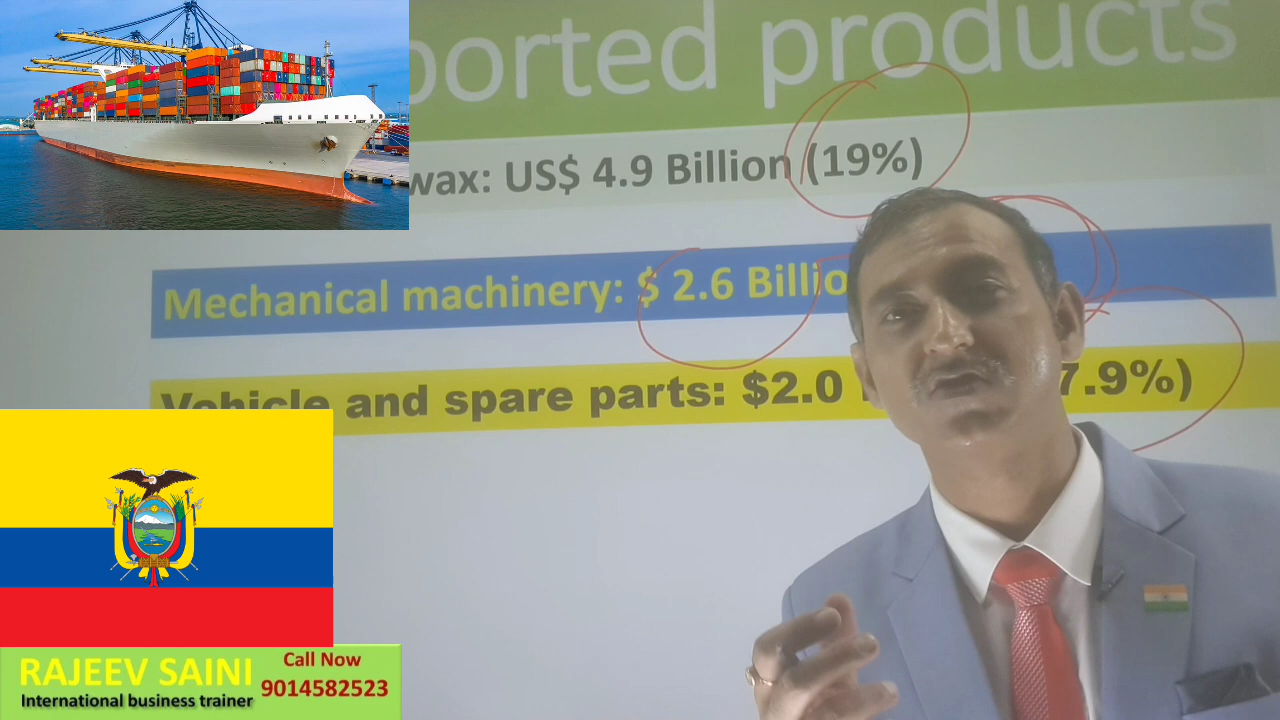 ported products
wax: US$ 4.9 Billion (19%)
Mechanical machinery: $ 2.6 Billio
Vehicle and spare parts: $2.0 7.9%)
RAJEEV SAINI
International business trainer
Call Now
9014582523